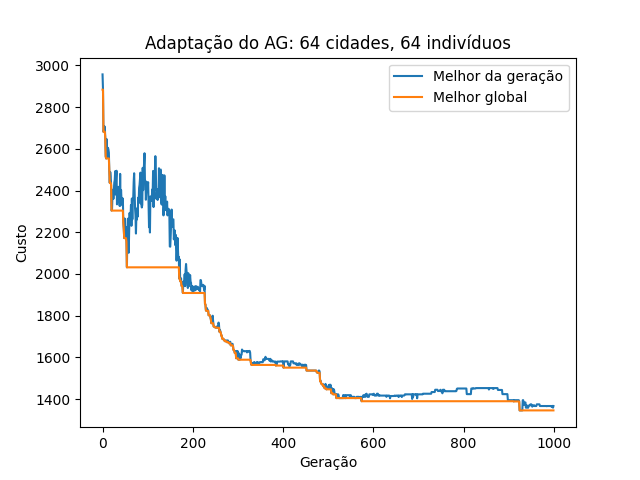 Adaptação do AG: 64 cidades, 64 indivíduos
Melhor da geração
Melhor global
3000
2800
2600
2400
2200
2000
1800
1600
1400
Custo
0 200 400 600 800 1000
Geração